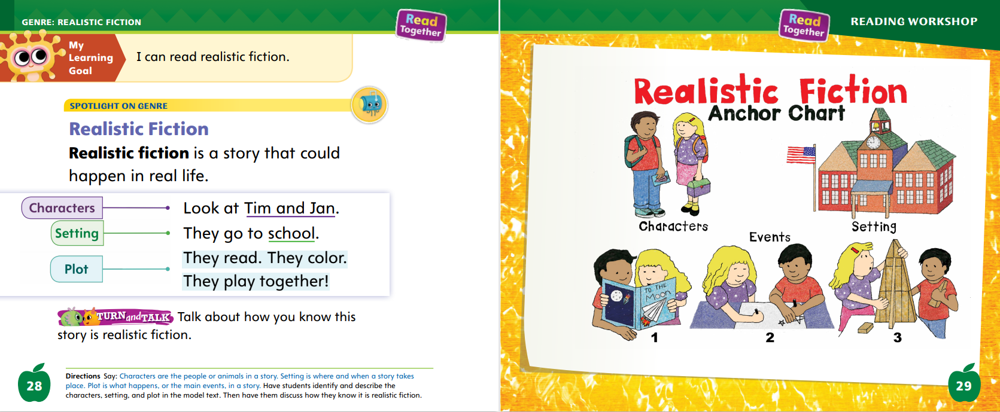 GENRE: REALISTIC FICTION
Read
Together
My
Learning
Goal
I can read realistic fiction.
SPOTLIGHT ON GENRE
Realistic Fiction
Realistic fiction is a story that could
happen in real life.
Characters
Look at Tim and Jan.
Setting
They go to school.
Plot
They read. They color.
They play together!
TURN and TALK Talk about how you know this
story is realistic fiction.
Directions Say: Characters are the people or animals in a story. Setting is where and when a story takes
place. Plot is what happens, or the main events, in a story. Have students identify and describe the
characters, setting, and plot in the model text. Then have them discuss how they know it is realistic fiction.
28
Read
Together
READING WORKSHOP
Realistic Fiction
Anchor Chart
Characters
Setting
Events
TO THE
Moon
1
2
3
29